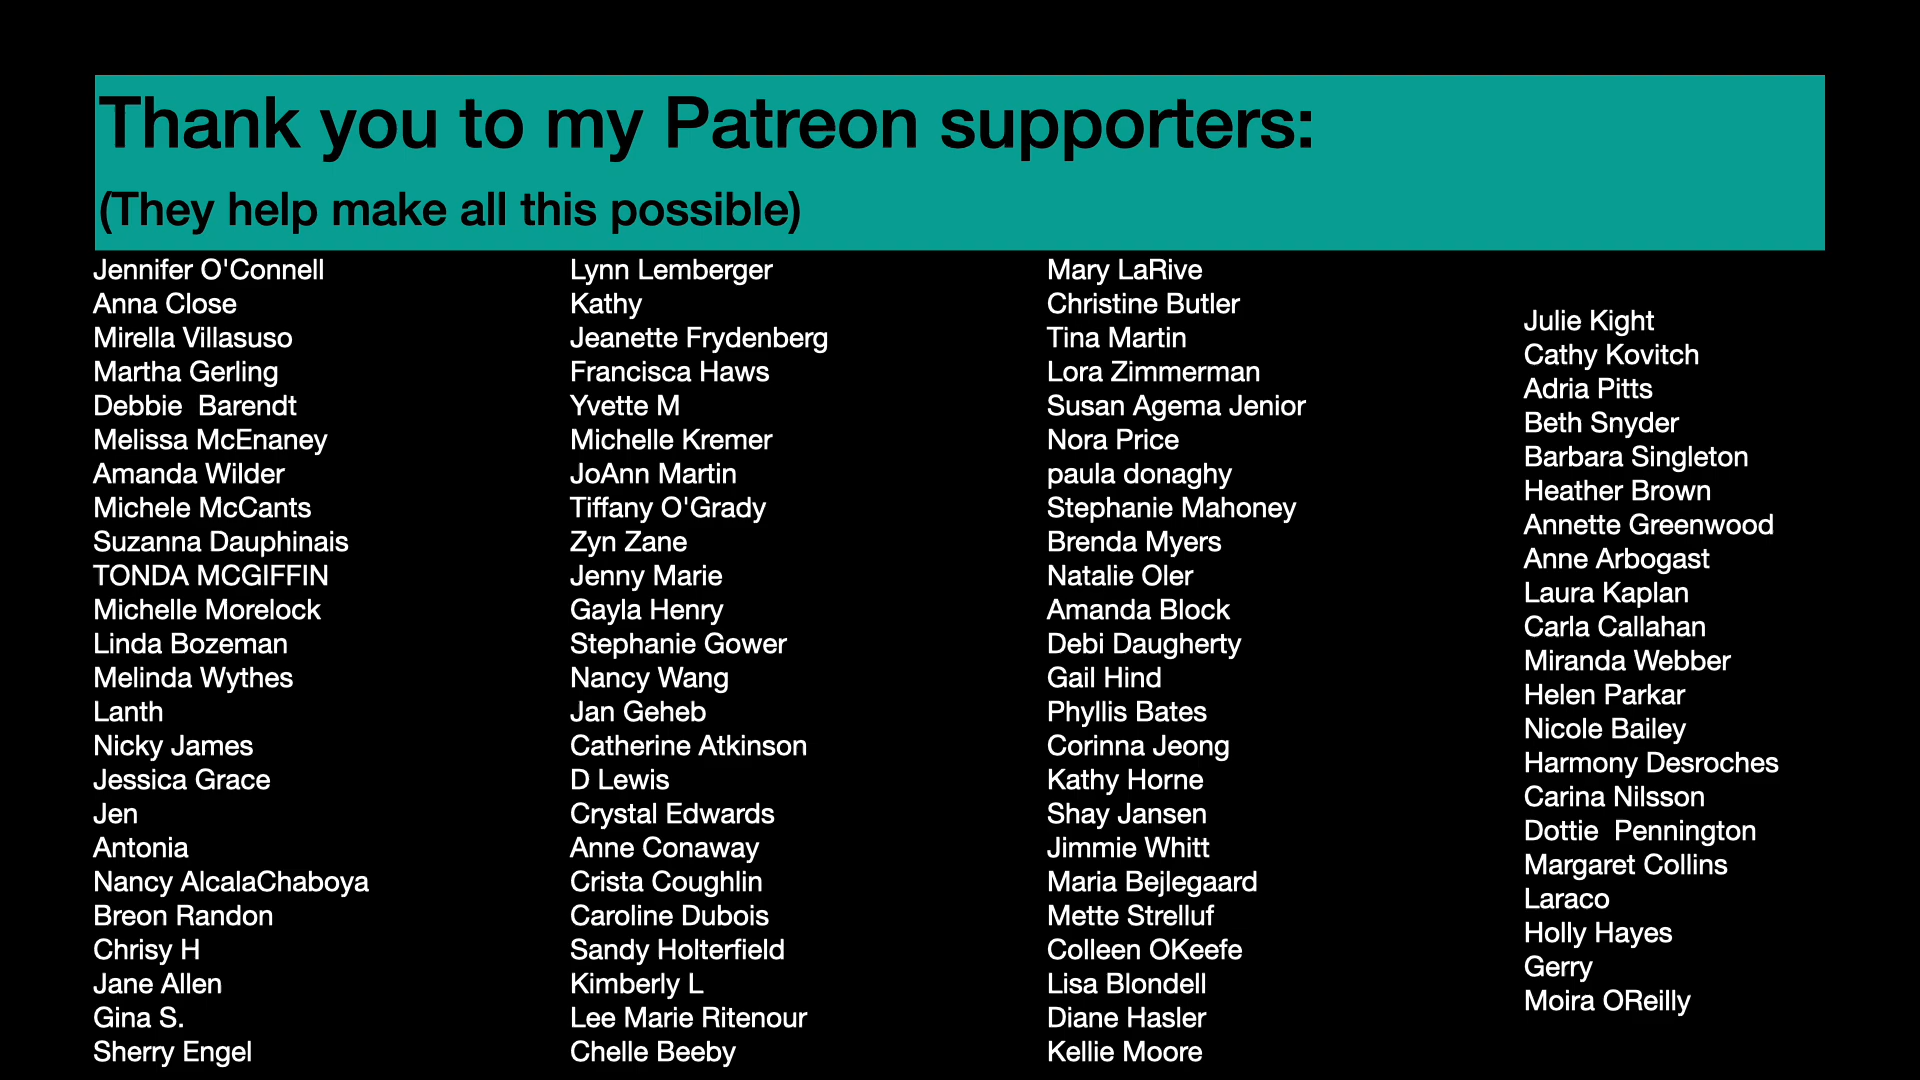 Thank you to my Patreon supporters:
(They help make all this possible)
Jennifer O'Connell
Anna Close
Mirella Villasuso
Martha Gerling
Debbie  Barendt
Melissa McEnaney
Amanda Wilder
Michele McCants
Suzanna Dauphinais
TONDA MCGIFFIN
Michelle Morelock
Linda Bozeman
Melinda Wythes
Lanth
Nicky James
Jessica Grace
Jen
Antonia
Nancy AlcalaChaboya
Breon Randon
Chrisy H
Jane Allen
Gina S.
Sherry Engel
Lynn Lemberger
Kathy
Jeanette Frydenberg
Francisca Haws
Yvette M
Michelle Kremer
JoAnn Martin
Tiffany O'Grady
Zyn Zane
Jenny Marie
Gayla Henry
Stephanie Gower
Nancy Wang
Jan Geheb
Catherine Atkinson
D Lewis
Crystal Edwards
Anne Conaway
Crista Coughlin
Caroline Dubois
Sandy Holterfield
Kimberly L
Lee Marie Ritenour
Chelle Beeby
Mary LaRive
Christine Butler
Tina Martin
Lora Zimmerman
Susan Agema Jenior
Nora Price
paula donaghy
Stephanie Mahoney
Brenda Myers
Natalie Oler
Amanda Block
Debi Daugherty
Gail Hind
Phyllis Bates
Corinna Jeong
Kathy Horne
Shay Jansen
Jimmie Whitt
Maria Bejlegaard
Mette Strelluf
Colleen OKeefe
Lisa Blondell
Diane Hasler
Kellie Moore
Julie Kight
Cathy Kovitch
Adria Pitts
Beth Snyder
Barbara Singleton
Heather Brown
Annette Greenwood
Anne Arbogast
Laura Kaplan
Carla Callahan
Miranda Webber
Helen Parkar
Nicole Bailey
Harmony Desroches
Carina Nilsson
Dottie  Pennington
Margaret Collins
Laraco
Holly Hayes
Gerry
Moira OReilly